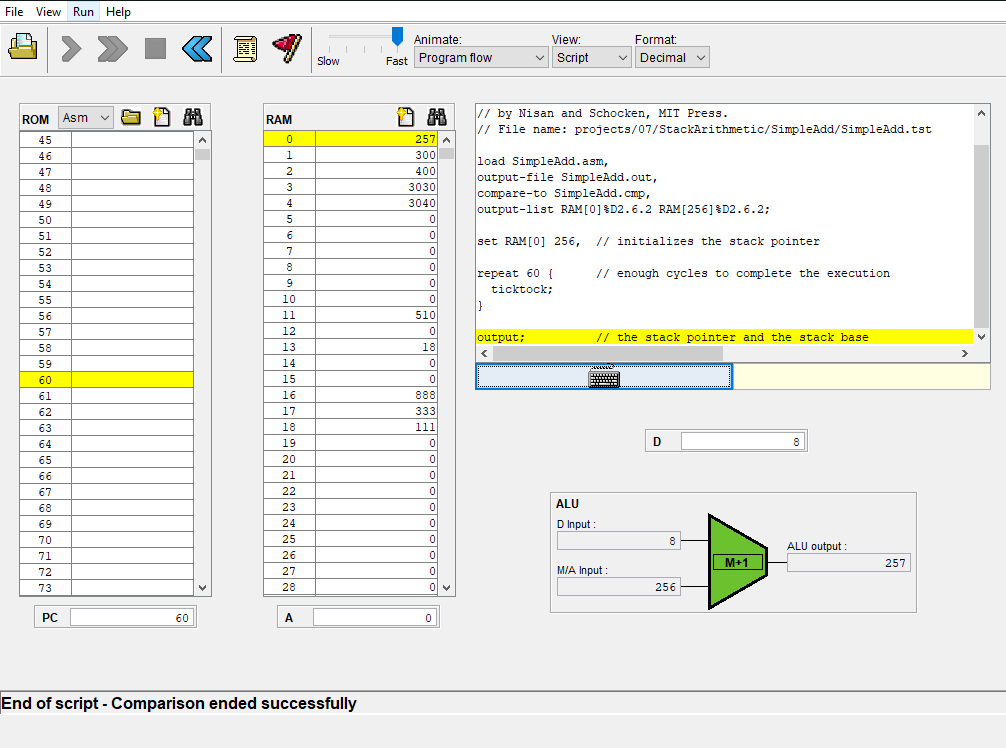 File View Run Help
Slow Fast
Animate:
Program flow
View:
Script
Format:
Decimal
ROM Asm
45
46
47
48
49
50
51
52
53
54
55
56
57
58
59
60
61
62
63
64
65
66
67
68
69
70
71
72
73
PC 60
RAM
0 257
1 300
2 400
3 3030
4 3040
5 0
6 0
7 0
8 0
9 0
10 0
11 510
12 0
13 18
14 0
15 0
16 888
17 333
18 111
19 0
20 0
21 0
22 0
23 0
24 0
25 0
26 0
27 0
28 0
A 0
// by Nisan and Schocken, MIT Press.
// File name: projects/07/StackArithmetic/SimpleAdd/SimpleAdd.tst
load SimpleAdd.asm,
output-file SimpleAdd.out,
compare-to SimpleAdd.cmp,
output-list RAM[0]%D2.6.2 RAM[256]%D2.6.2;
set RAM[0] 256, // initializes the stack pointer
repeat 60 { // enough cycles to complete the execution
ticktock;
}
output; // the stack pointer and the stack base
D 8
ALU
D Input :
8
M/A Input :
256
M+1
ALU output :
257
End of script - Comparison ended successfully